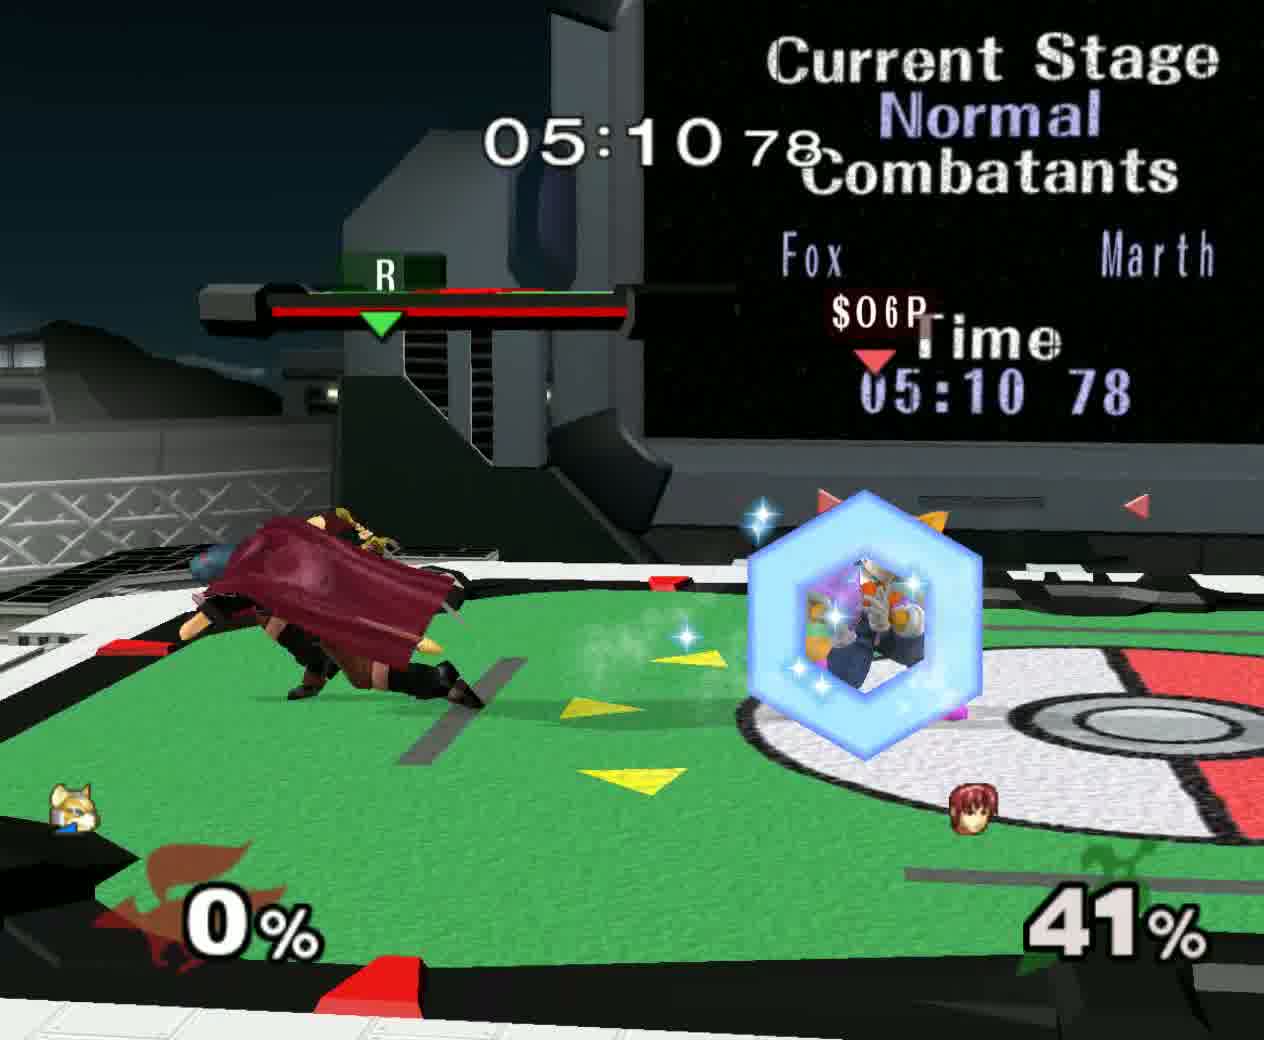 Current Stage
Normal
05:10 78
Combatants
Fox Marth
R
$06P-
Time
05:10 78
0%
41%